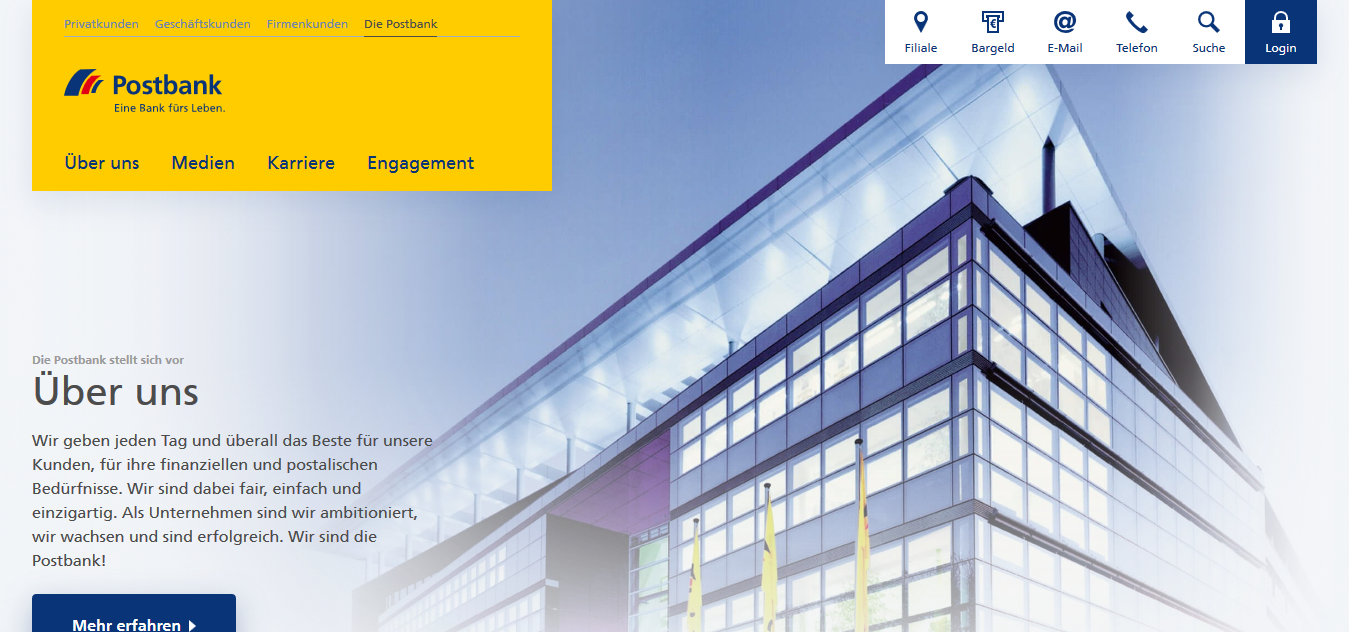 Privatkunden Geschäftskunden Firmenkunden Die Postbank
Filiale Bargeld E-Mail Telefon Suche Login
Postbank
Eine Bank fürs Leben.
Über uns Medien Karriere Engagement
Die Postbank stellt sich vor
Über uns
Wir geben jeden Tag und überall das Beste für unsere
Kunden, für ihre finanziellen und postalischen
Bedürfnisse. Wir sind dabei fair, einfach und
einzigartig. Als Unternehmen sind wir ambitioniert,
wir wachsen und sind erfolgreich. Wir sind die
Postbank!
Mehr erfahren